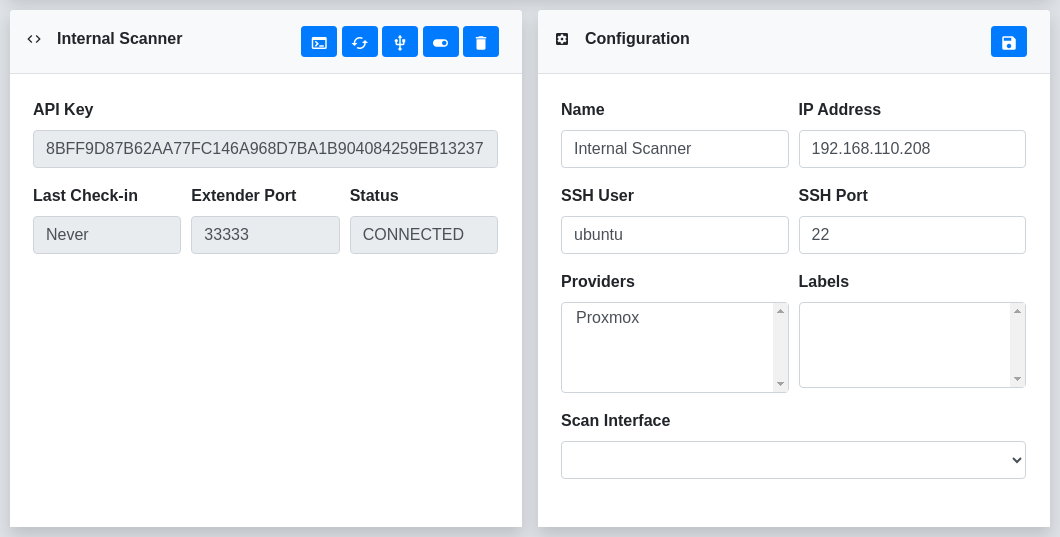 Internal Scanner
API Key
8BFF9D87B62AA77FC146A968D7BA1B904084259EB13237
Last Check-in
Extender Port
Status
Never
33333
CONNECTED
Configuration
Name
IP Address
Internal Scanner
192.168.110.208
SSH User
SSH Port
ubuntu
22
Providers
Labels
Proxmox
Scan Interface